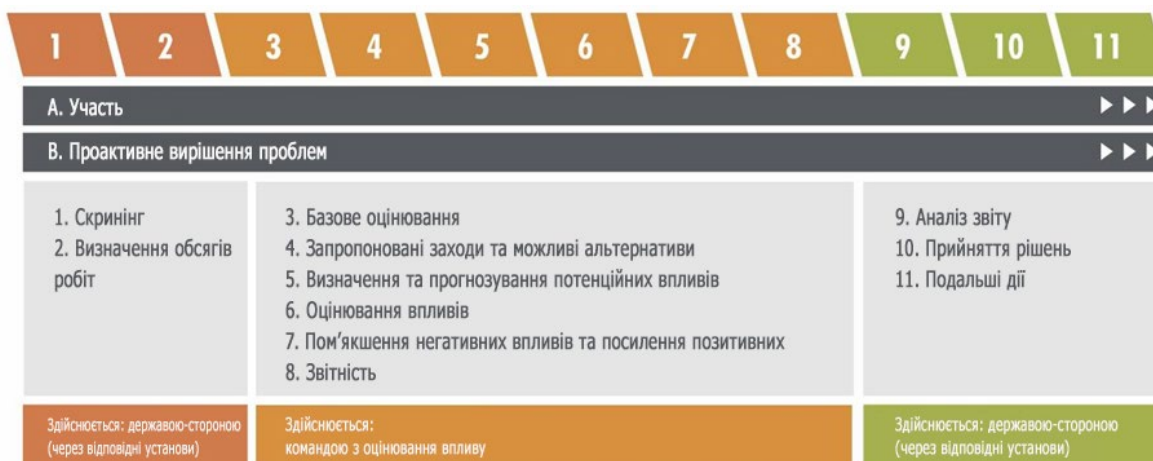 1 2 3 4 5 6 7 8 9 10 11
A. Участь
B. Проактивне вирішення проблем
1. Скринінг
2. Визначення обсягів
робіт
3. Базове оцінювання
4. Запропоновані заходи та можливі альтернативи
5. Визначення та прогнозування потенційних впливів
6. Оцінювання впливів
7. Пом’якшення негативних впливів та посилення позитивних
8. Звітність
9. Аналіз звіту
10. Прийняття рішень
11. Подальші дії
Здійснюється: державою-стороною
(через відповідні установи)
Здійснюється:
командою з оцінювання впливу
Здійснюється: державою-стороною
(через відповідні установи)